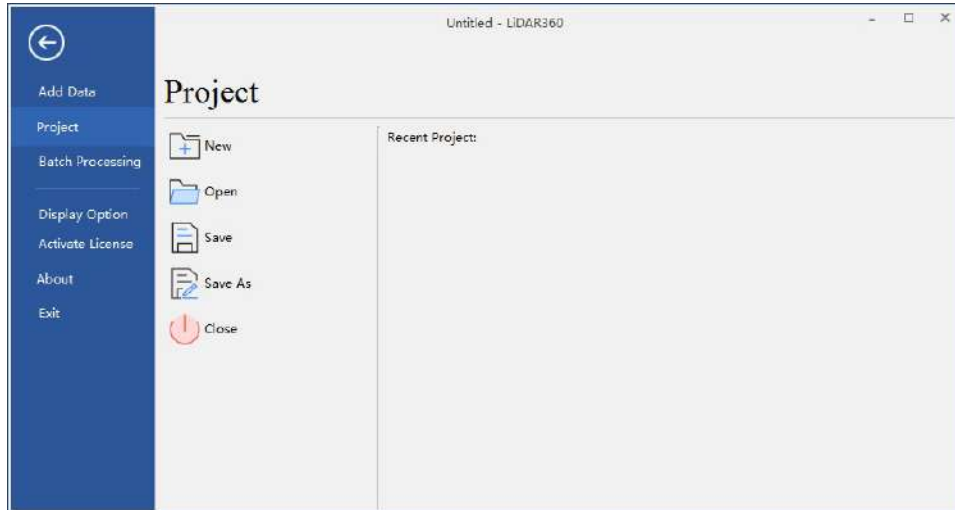 Untitled - LiDAR360
Add Data
Project
Batch Processing
Display Option
Activate License
About
Exit
Project
New
Open
Save
Save As
Close
Recent Project: